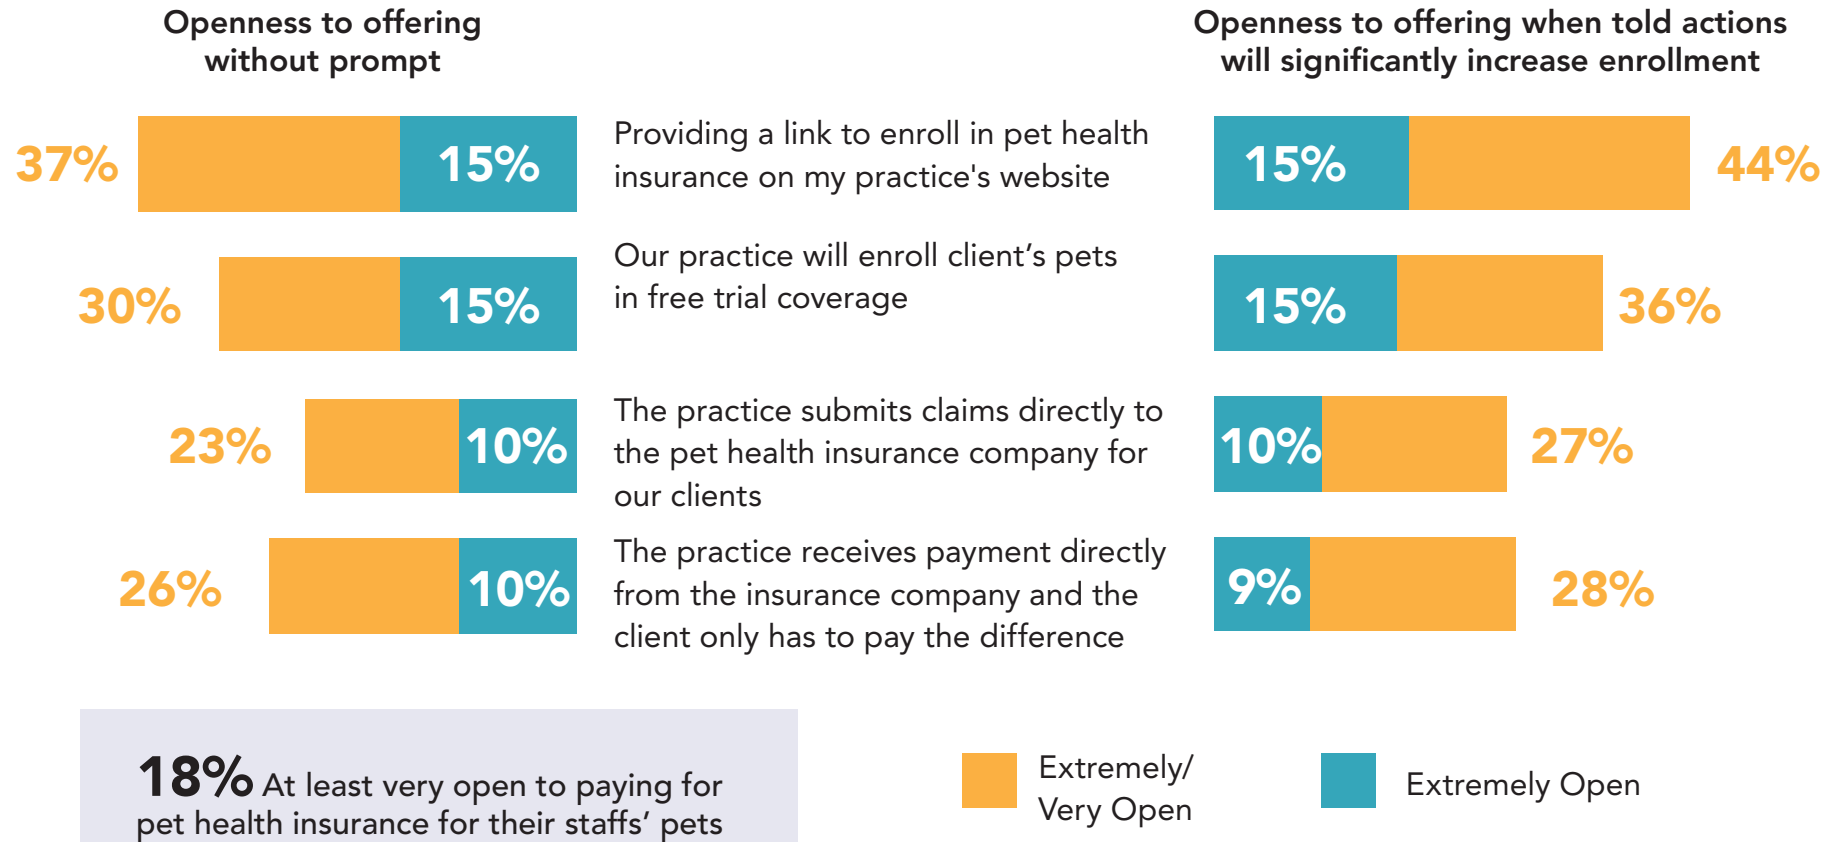 Openness to offering
without prompt
Openness to offering when told actions
will significantly increase enrollment
37%
15%
Providing a link to enroll in pet health
insurance on my practice's website
15%
44%
30%
15%
Our practice will enroll client’s pets
in free trial coverage
15%
36%
23%
10%
The practice submits claims directly to
the pet health insurance company for
our clients
10%
27%
26%
10%
The practice receives payment directly
from the insurance company and the
client only has to pay the difference
9%
28%
18% At least very open to paying for
pet health insurance for their staffs’ pets
Extremely/
Very Open
Extremely Open